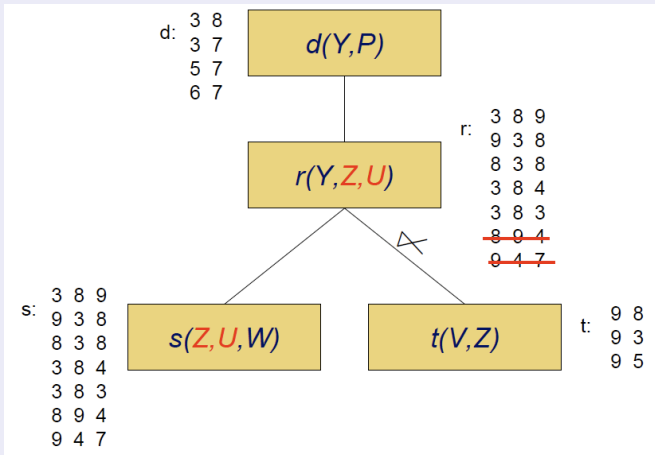 d:
3 8
3 7
5 7
6 7
d(Y,P)
r:
3 8 9
9 3 8
8 3 8
3 8 4
3 8 3
8 9 4
9 4 7
r(Y,Z,U)
⋉
s:
3 8 9
9 3 8
8 3 8
3 8 4
3 8 3
8 9 4
9 4 7
s(Z,U,W)
t(V,Z)
t:
9 8
9 3
9 5